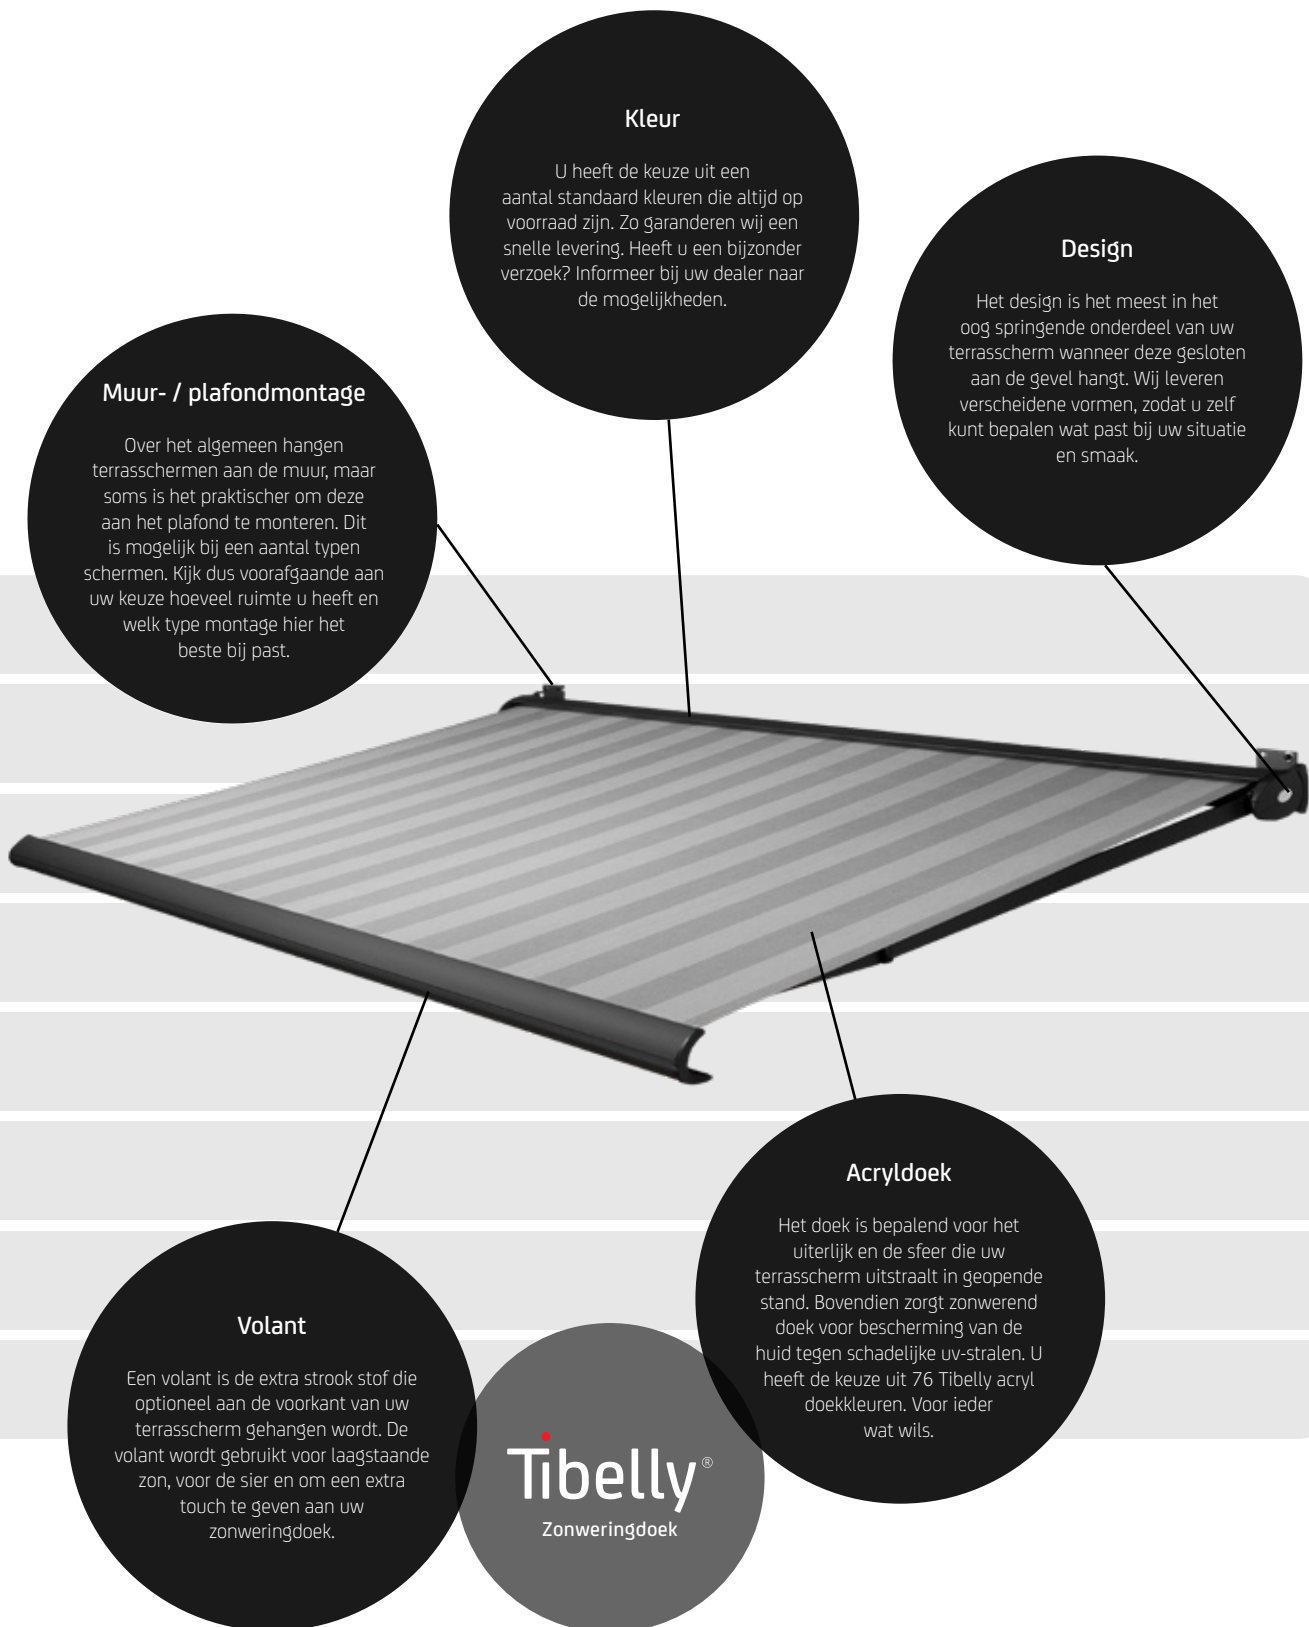 Kleur
U heeft de keuze uit een
aantal standaard kleuren die altijd op
voorraad zijn. Zo garanderen wij een
snelle levering. Heeft u een bijzonder
verzoek? Informeer bij uw dealer naar
de mogelijkheden.
Design
Het design is het meest in het
oog springende onderdeel van uw
terrasscherm wanneer deze gesloten
aan de gevel hangt. Wij leveren
verscheidene vormen, zodat u zelf
kunt bepalen wat past bij uw situatie
en smaak.
Muur- / plafondmontage
Over het algemeen hangen
terrasschermen aan de muur, maar
soms is het praktischer om deze
aan het plafond te monteren. Dit
is mogelijk bij een aantal typen
schermen. Kijk dus voorafgaande aan
uw keuze hoeveel ruimte u heeft en
welk type montage hier het
beste bij past.
Acryldoek
Het doek is bepalend voor het
uiterlijk en de sfeer die uw
terrasscherm uitstraalt in geopende
stand. Bovendien zorgt zonwerend
doek voor bescherming van de
huid tegen schadelijke uv-stralen. U
heeft de keuze uit 76 Tibelly acryl
doekkleuren. Voor ieder
wat wils.
Volant
Een volant is de extra strook stof die
optioneel aan de voorkant van uw
terrasscherm gehangen wordt. De
volant wordt gebruikt voor laagstaande
zon, voor de sier en om een extra
touch te geven aan uw
zonweringdoek.
Tibelly®
Zonweringdoek